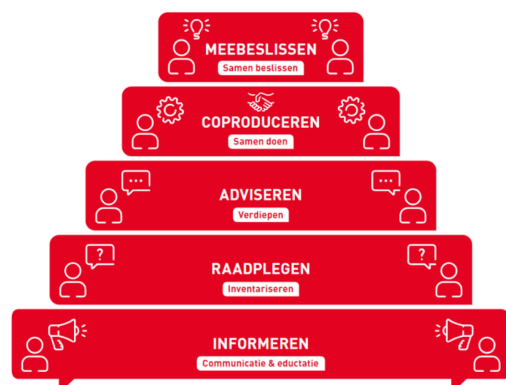 MEEBESLISSEN
Samen beslissen
COPRODUCEREN
Samen doen
ADVISEREN
Verdiepen
RAADPLEGEN
?
?
Inventariseren
INFORMEREN
Communicatie & eductatie